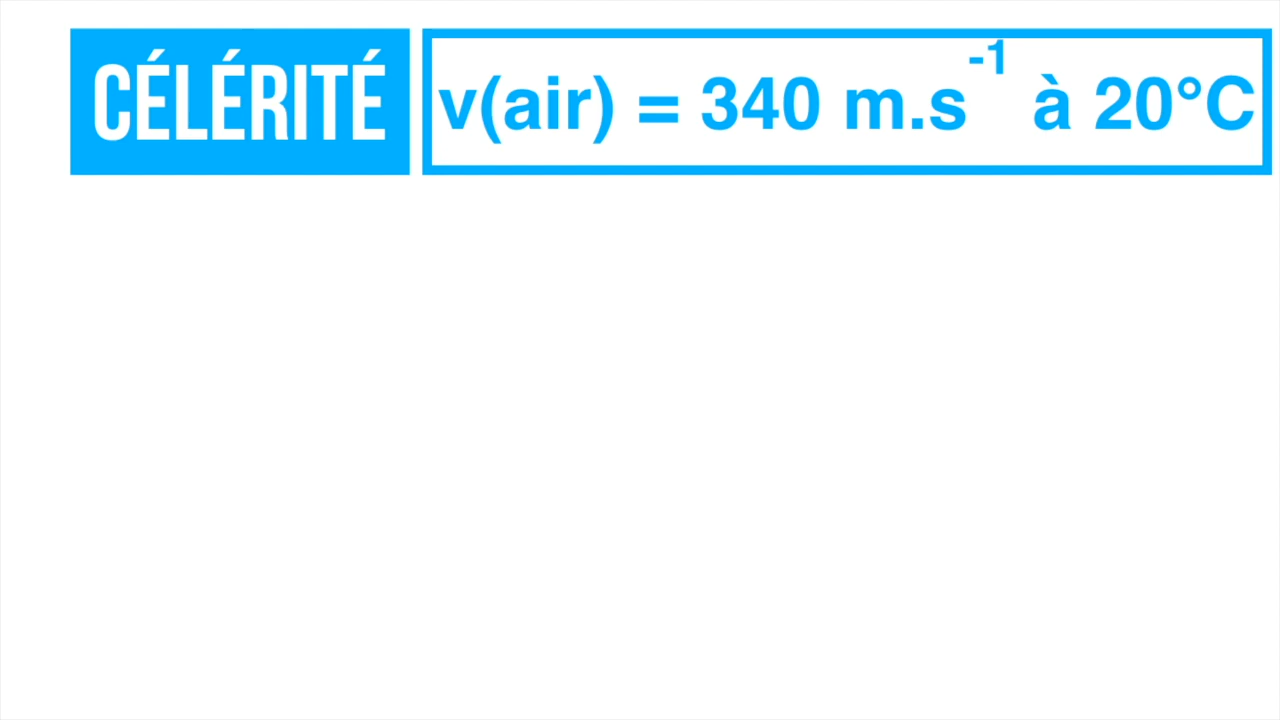 CÉLÉRITÉ
v(air) = 340 m.s⁻¹ à 20°C